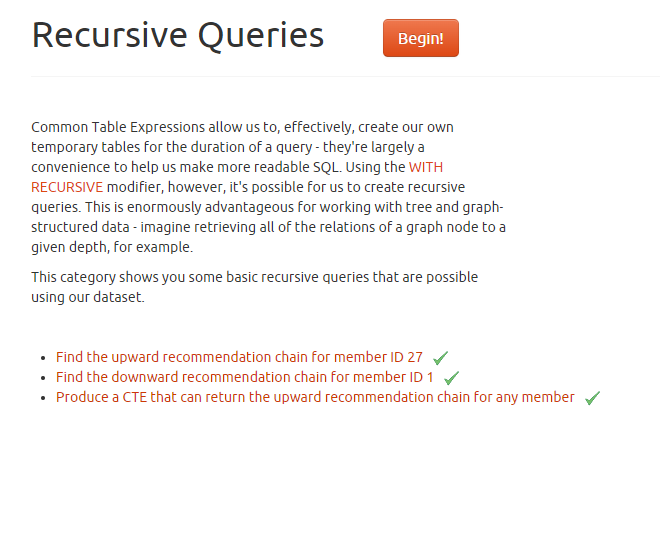 Recursive Queries
Begin!
Common Table Expressions allow us to, effectively, create our own
temporary tables for the duration of a query - they're largely a
convenience to help us make more readable SQL. Using the WITH
RECURSIVE modifier, however, it's possible for us to create recursive
queries. This is enormously advantageous for working with tree and graph-
structured data - imagine retrieving all of the relations of a graph node to a
given depth, for example.
This category shows you some basic recursive queries that are possible
using our dataset.
Find the upward recommendation chain for member ID 27
Find the downward recommendation chain for member ID 1
Produce a CTE that can return the upward recommendation chain for any member